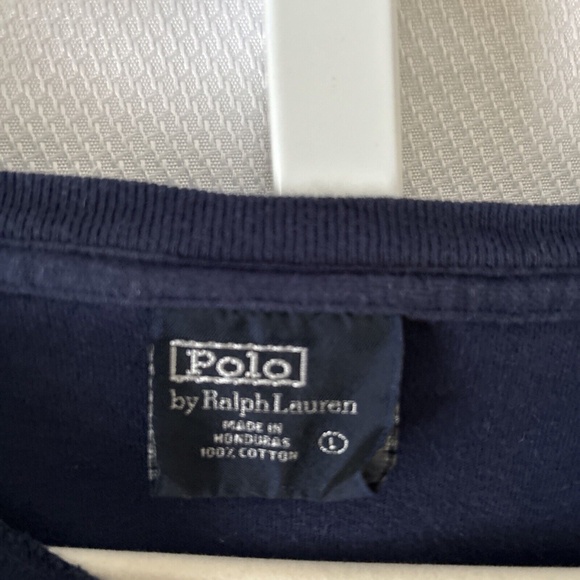 Polo
by Ralph Lauren
MADE IN
HONDURAS
100% COTTON
L